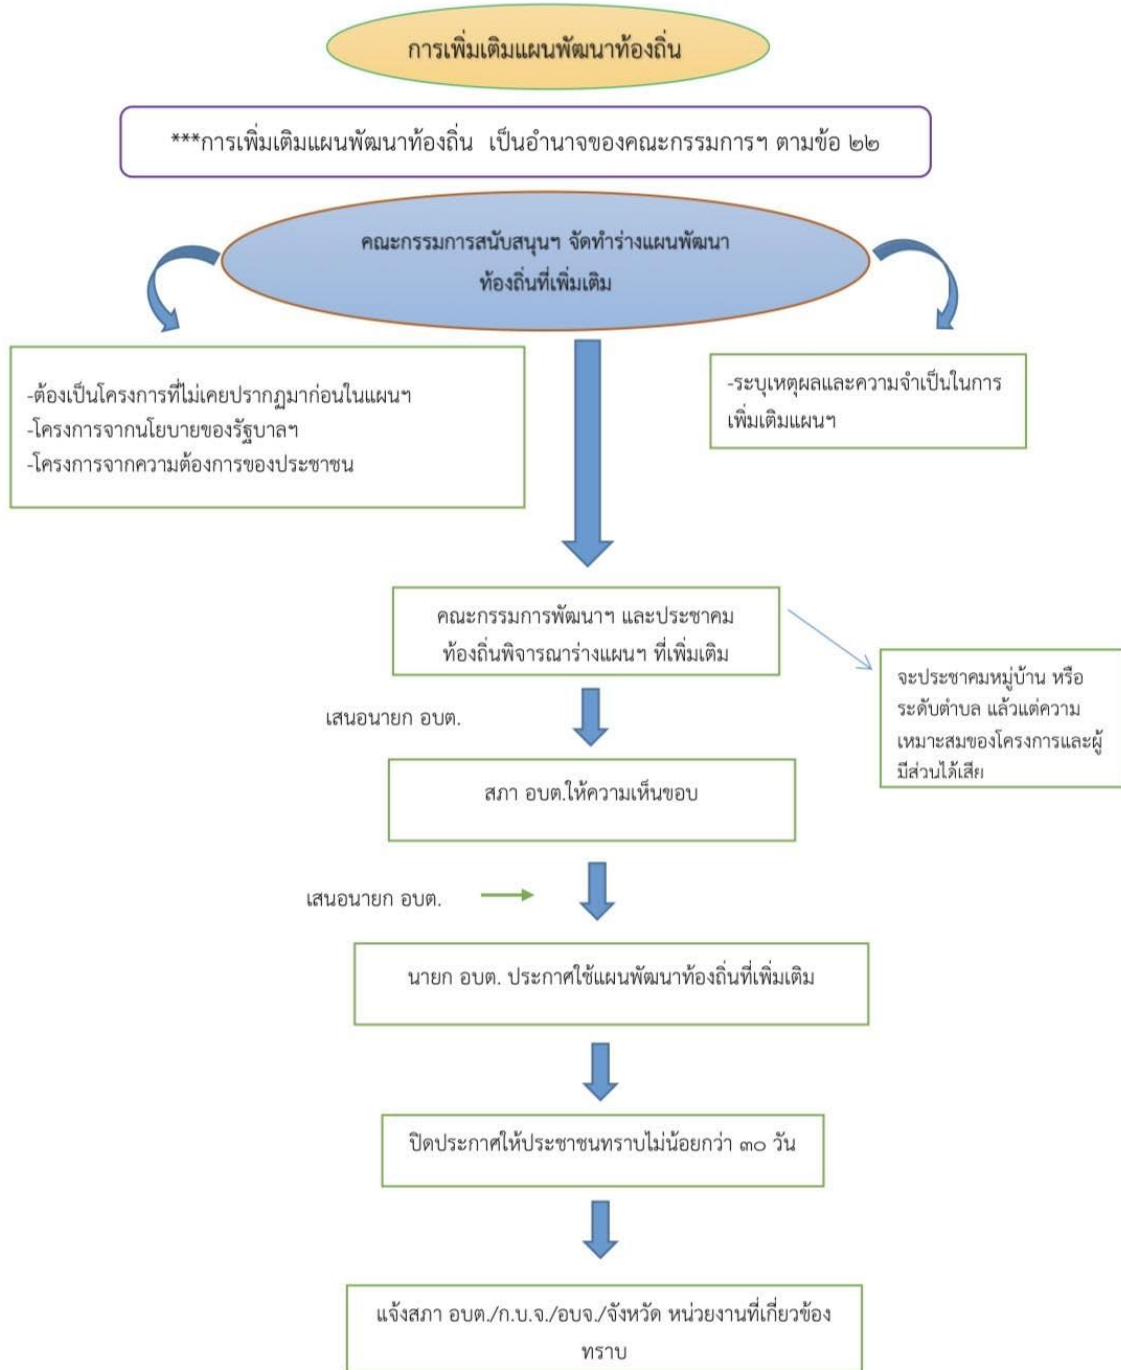 การเพิ่มเติมแผนพัฒนาท้องถิ่น
***การเพิ่มเติมแผนพัฒนาท้องถิ่น เป็นอำนาจของคณะกรรมการฯ ตามข้อ ๒๒
คณะกรรมการสนับสนุนฯ จัดทำร่างแผนพัฒนา
ท้องถิ่นที่เพิ่มเติม
-ต้องเป็นโครงการที่ไม่เคยปรากฏมาก่อนในแผนฯ
-โครงการจากนโยบายของรัฐบาลฯ
-โครงการจากความต้องการของประชาชน
-ระบุเหตุผลและความจำเป็นในการ
เพิ่มเติมแผนฯ
คณะกรรมการพัฒนาฯ และประชาคม
ท้องถิ่นพิจารณาร่างแผนฯ ที่เพิ่มเติม
จะประชาคมหมู่บ้าน หรือ
ระดับตำบล แล้วแต่ความ
เหมาะสมของโครงการและผู้
มีส่วนได้เสีย
เสนอนายก อบต.
สภา อบต.ให้ความเห็นชอบ
เสนอนายก อบต.
นายก อบต. ประกาศใช้แผนพัฒนาท้องถิ่นที่เพิ่มเติม
ปิดประกาศให้ประชาชนทราบไม่น้อยกว่า ๓๐ วัน
แจ้งสภา อบต./ก.บ.จ./อบจ./จังหวัด หน่วยงานที่เกี่ยวข้อง
ทราบ